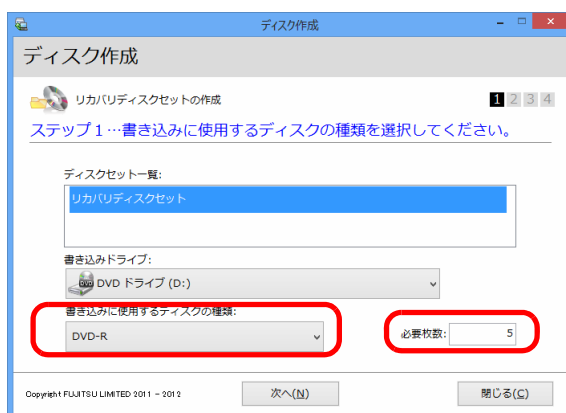 ディスク作成
ディスク作成
リカバリディスクセットの作成
1 2 3 4
ステップ１…書き込みに使用するディスクの種類を選択してください。
ディスクセット一覧:
リカバリディスクセット
書き込みドライブ:
DVD ドライブ (D:)
書き込みに使用するディスクの種類:
DVD-R
必要枚数: 5
Copyright FUJITSU LIMITED 2011 - 2012
次へ(N)
閉じる(C)